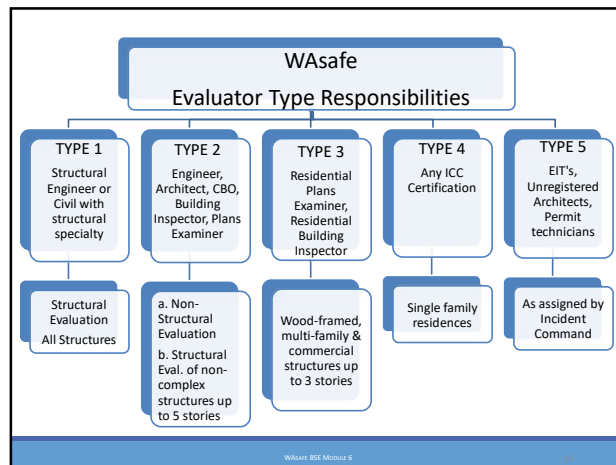 WAsafe
Evaluator Type Responsibilities
TYPE 1
Structural
Engineer or
Civil with
structural
specialty
TYPE 2
Engineer,
Architect, CBO,
Building
Inspector, Plans
Examiner
TYPE 3
Residential
Plans
Examiner,
Residential
Building
Inspector
TYPE 4
Any ICC
Certification
TYPE 5
EIT's,
Unregistered
Architects,
Permit
technicians
Structural
Evaluation
All Structures
a. Non-
Structural
Evaluation
b. Structural
Eval. of non-
complex
structures up
to 5 stories
Wood-framed,
multi-family &
commercial
structures up
to 3 stories
Single family
residences
As assigned by
Incident
Command
WASAFE BSE MODULE 6